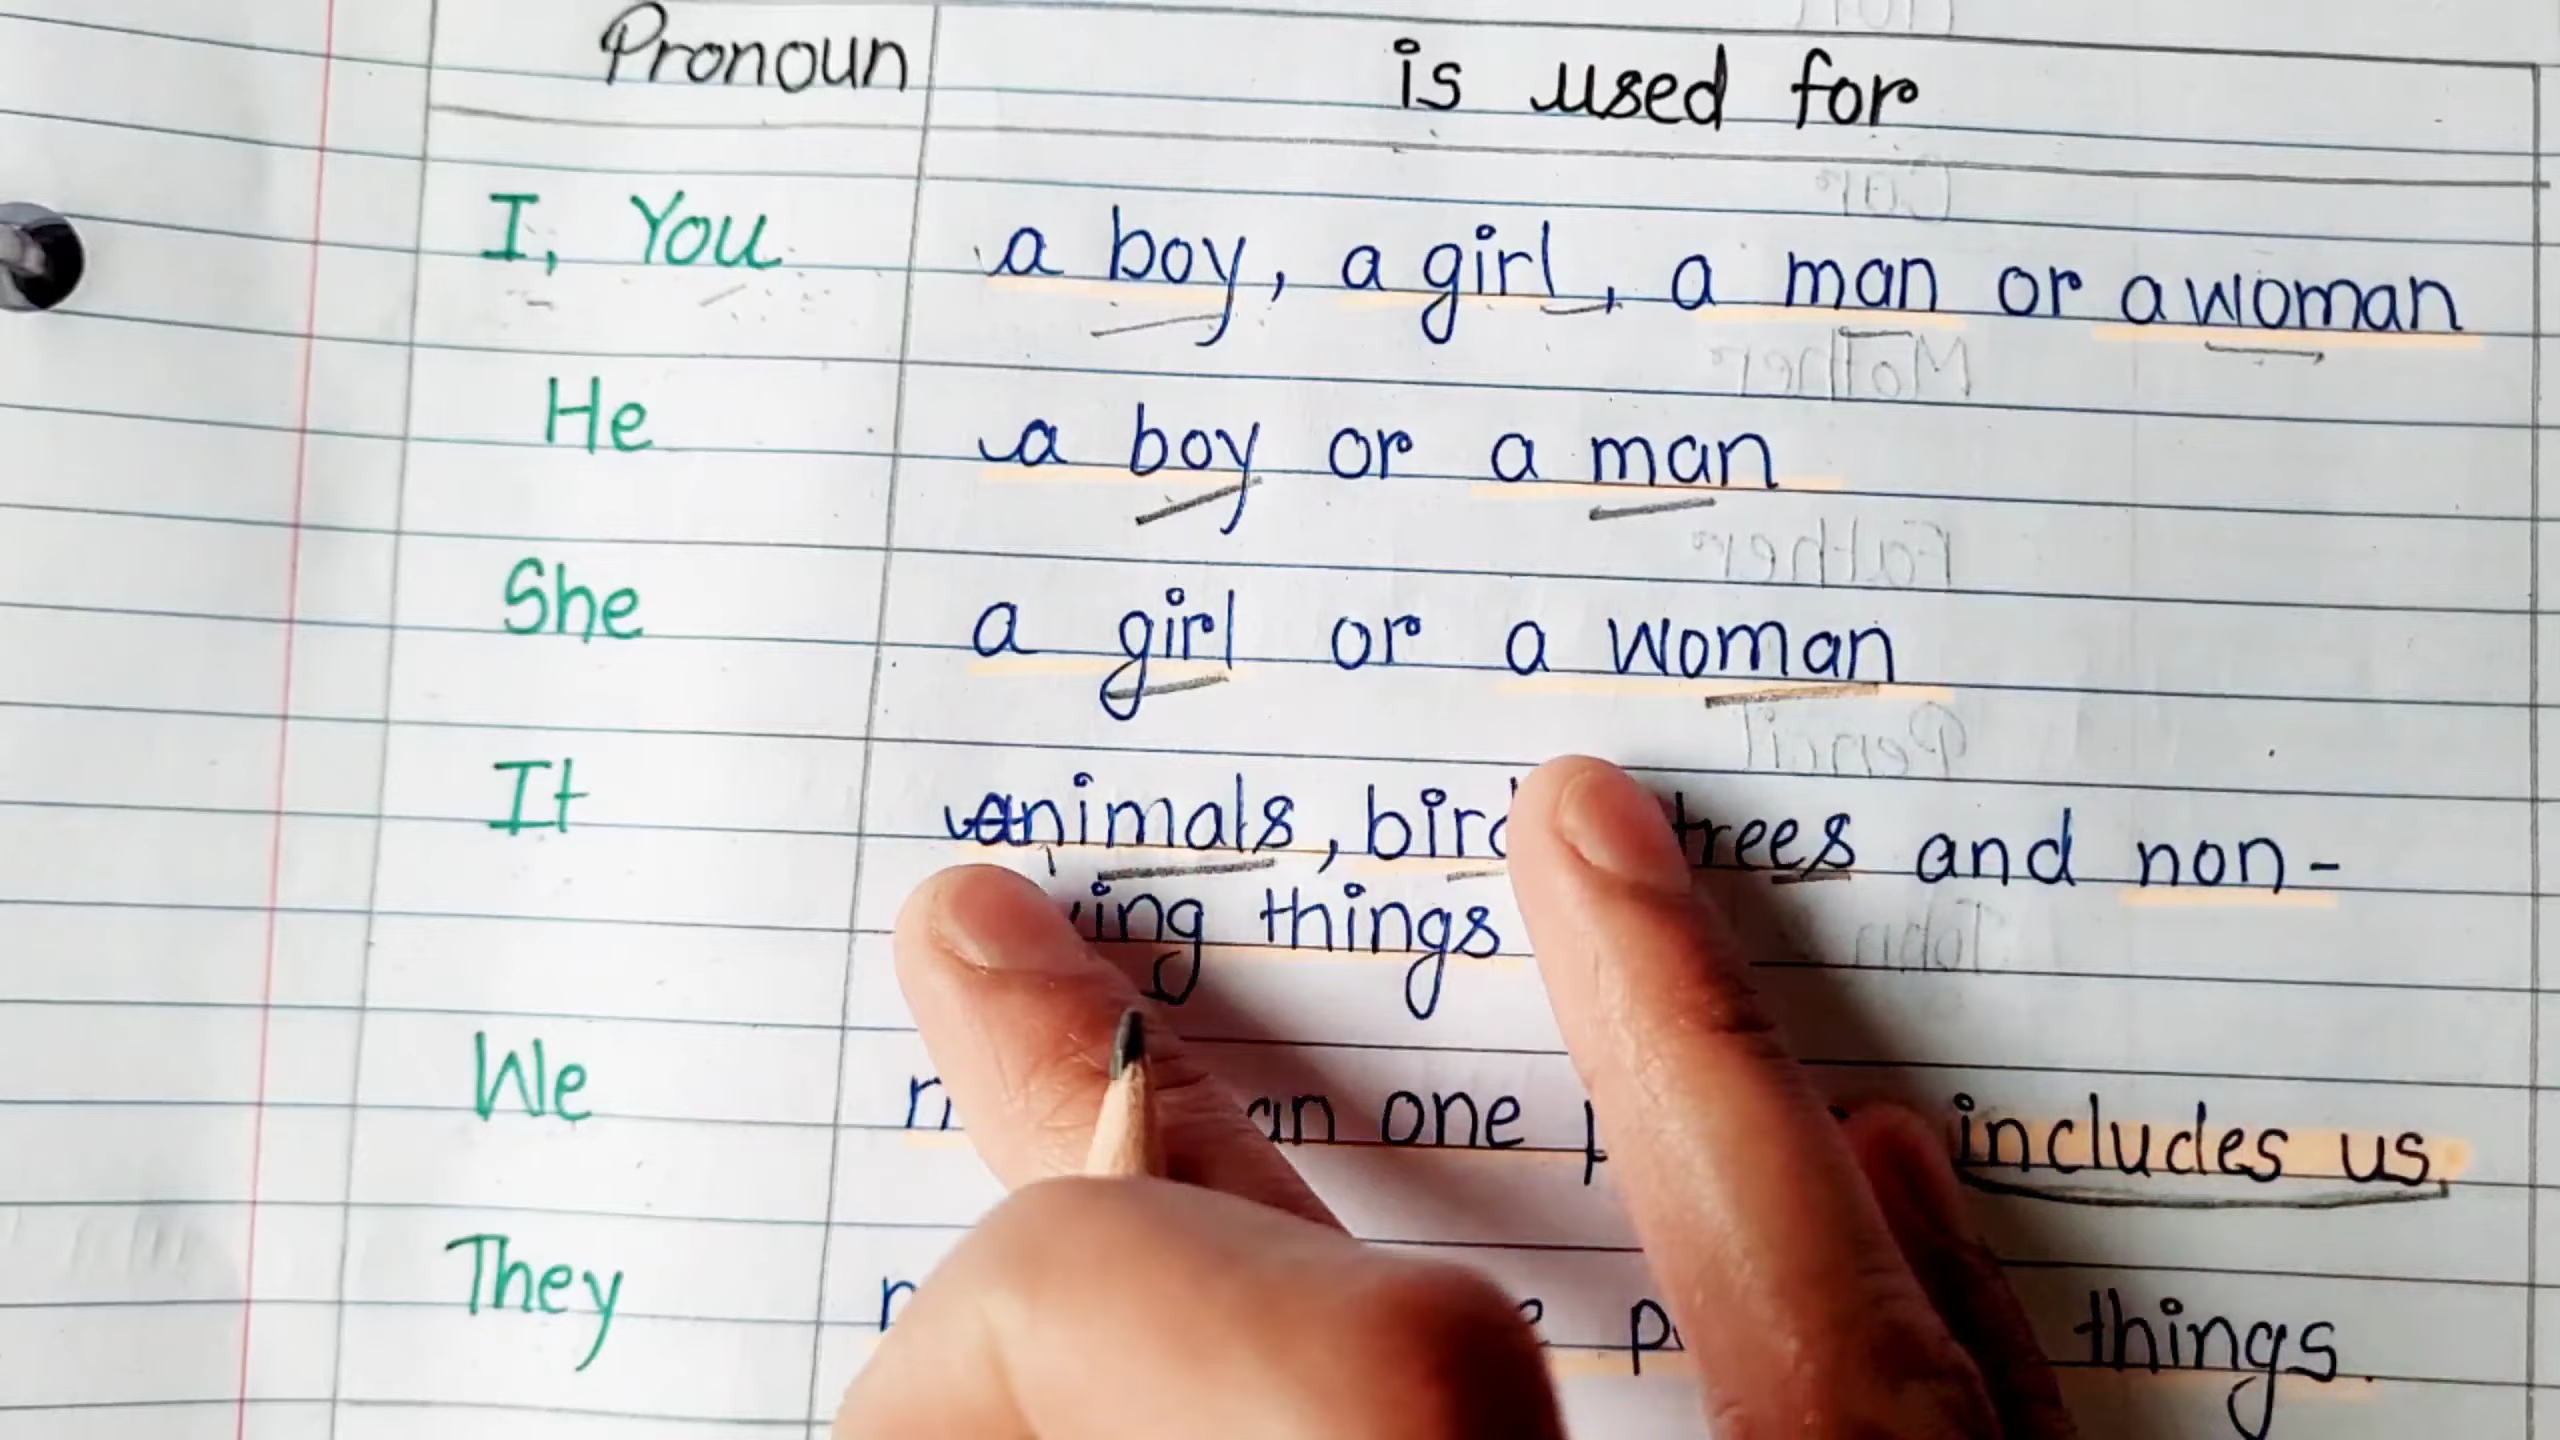 Pronoun is used for
I, You a boy, a girl, a man or a woman
He a boy or a man
She a girl or a woman
It animals, trees and non-
things
We one includes us.
They things.